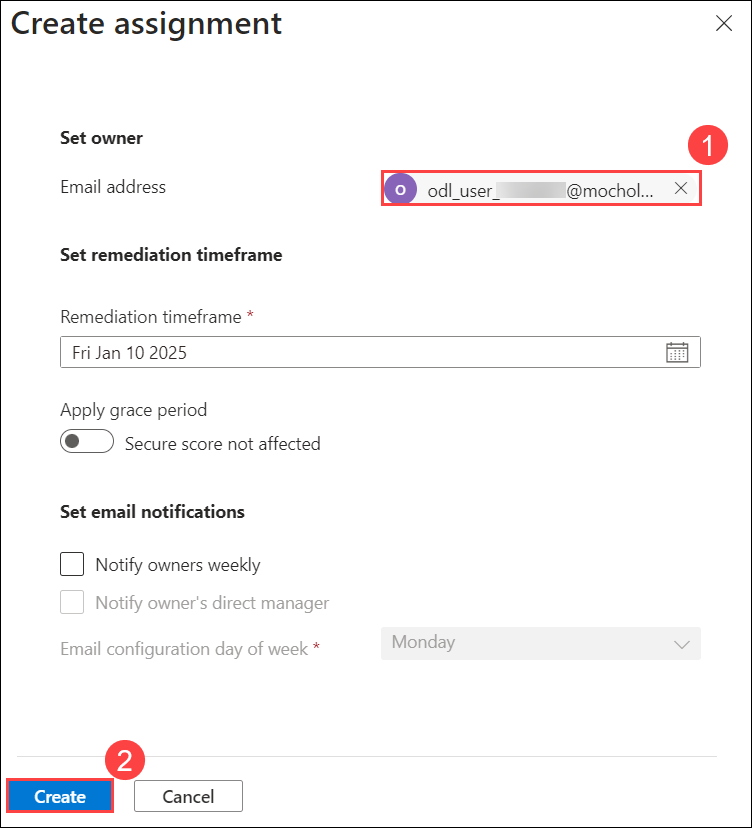 Create assignment
Set owner
1
Email address
O odl_user_ @mochol...
Set remediation timeframe
Remediation timeframe *
Fri Jan 10 2025
Apply grace period
Secure score not affected
Set email notifications
Notify owners weekly
Notify owner's direct manager
Email configuration day of week * Monday
2
Create Cancel